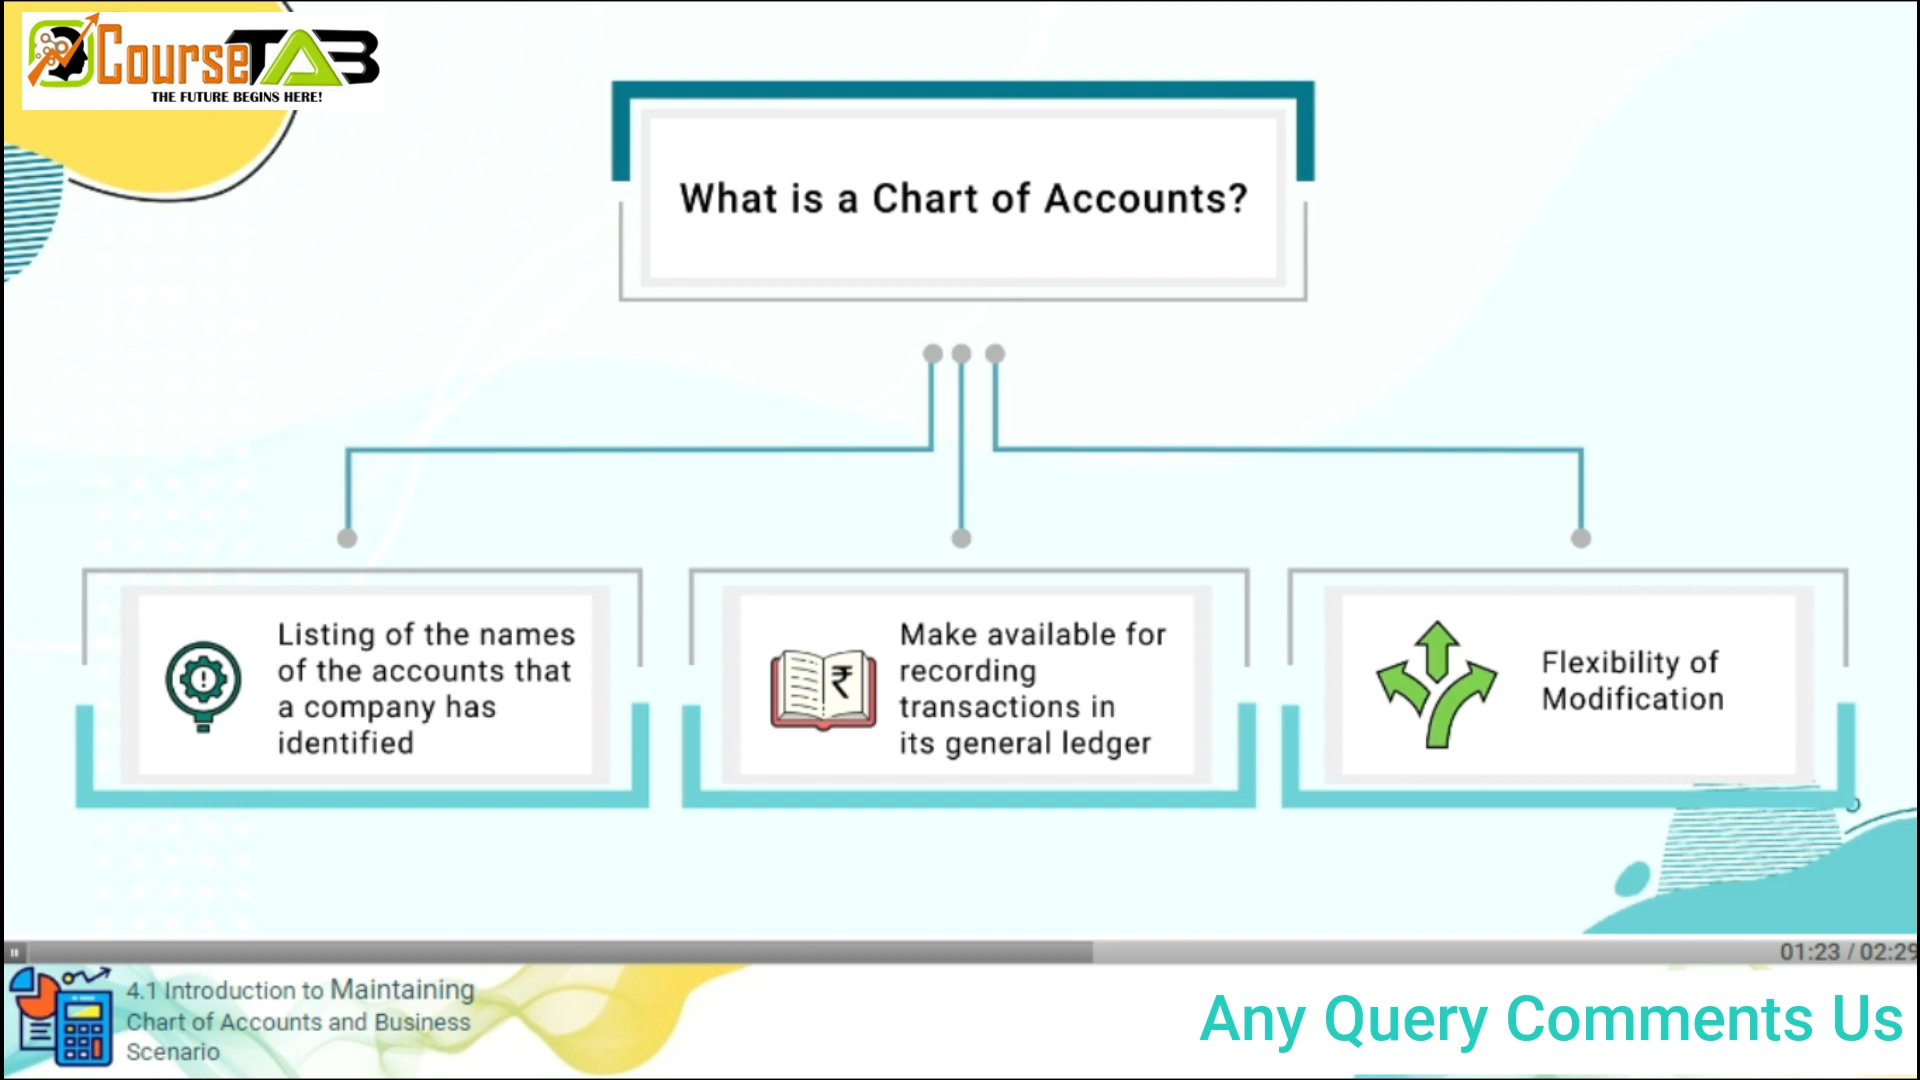 CourseTAB
THE FUTURE BEGINS HERE!
What is a Chart of Accounts?
Listing of the names
of the accounts that
a company has
identified
₹
Make available for
recording
transactions in
its general ledger
Flexibility of
Modification
01:23 / 02:29
4.1 Introduction to Maintaining
Chart of Accounts and Business
Scenario
Any Query Comments Us